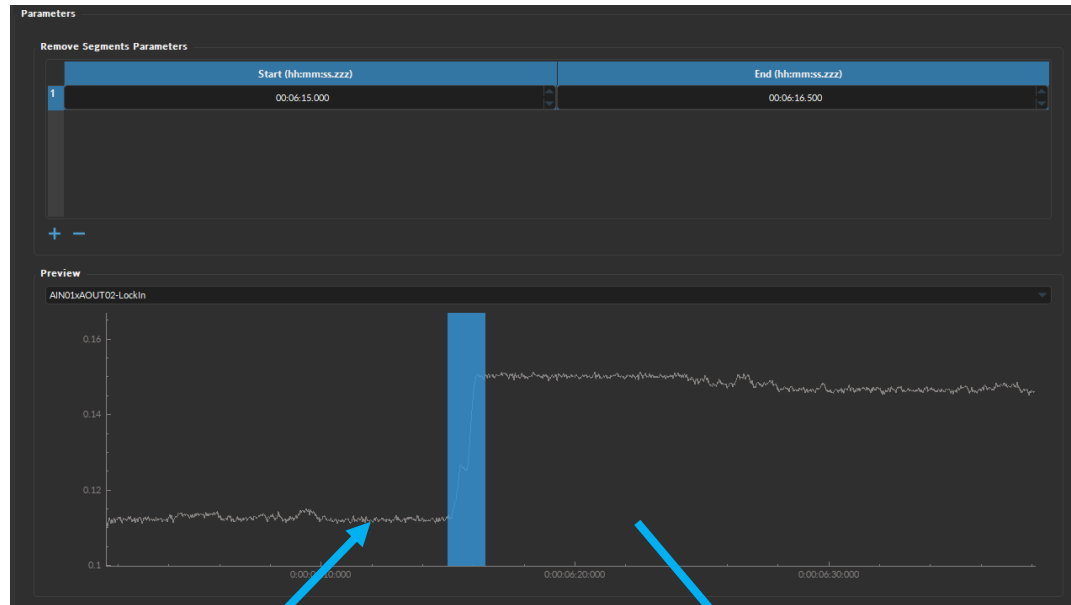 Parameters
Remove Segments Parameters
Start (hh:mm:ss.zzz) End (hh:mm:ss.zzz)
1 00:06:15.000 00:06:16.500
+ −
Preview
AIN01xAOUT02-LockIn
0.16
0.14
0.12
0.1
0:00:06:20:000 0:00:06:30:000